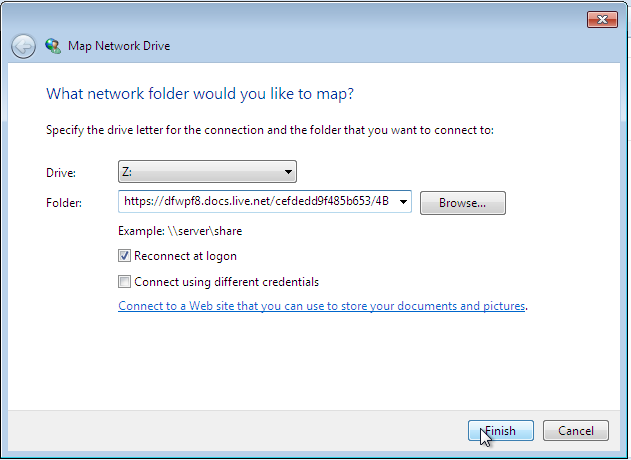 Map Network Drive
What network folder would you like to map?
Specify the drive letter for the connection and the folder that you want to connect to:
Drive: Z:
Folder: https://dfwpf8.docs.live.net/cefdedd9f485b653/4B Browse...
Example: \\server\share
Reconnect at logon
Connect using different credentials
Connect to a Web site that you can use to store your documents and pictures.
Finish Cancel